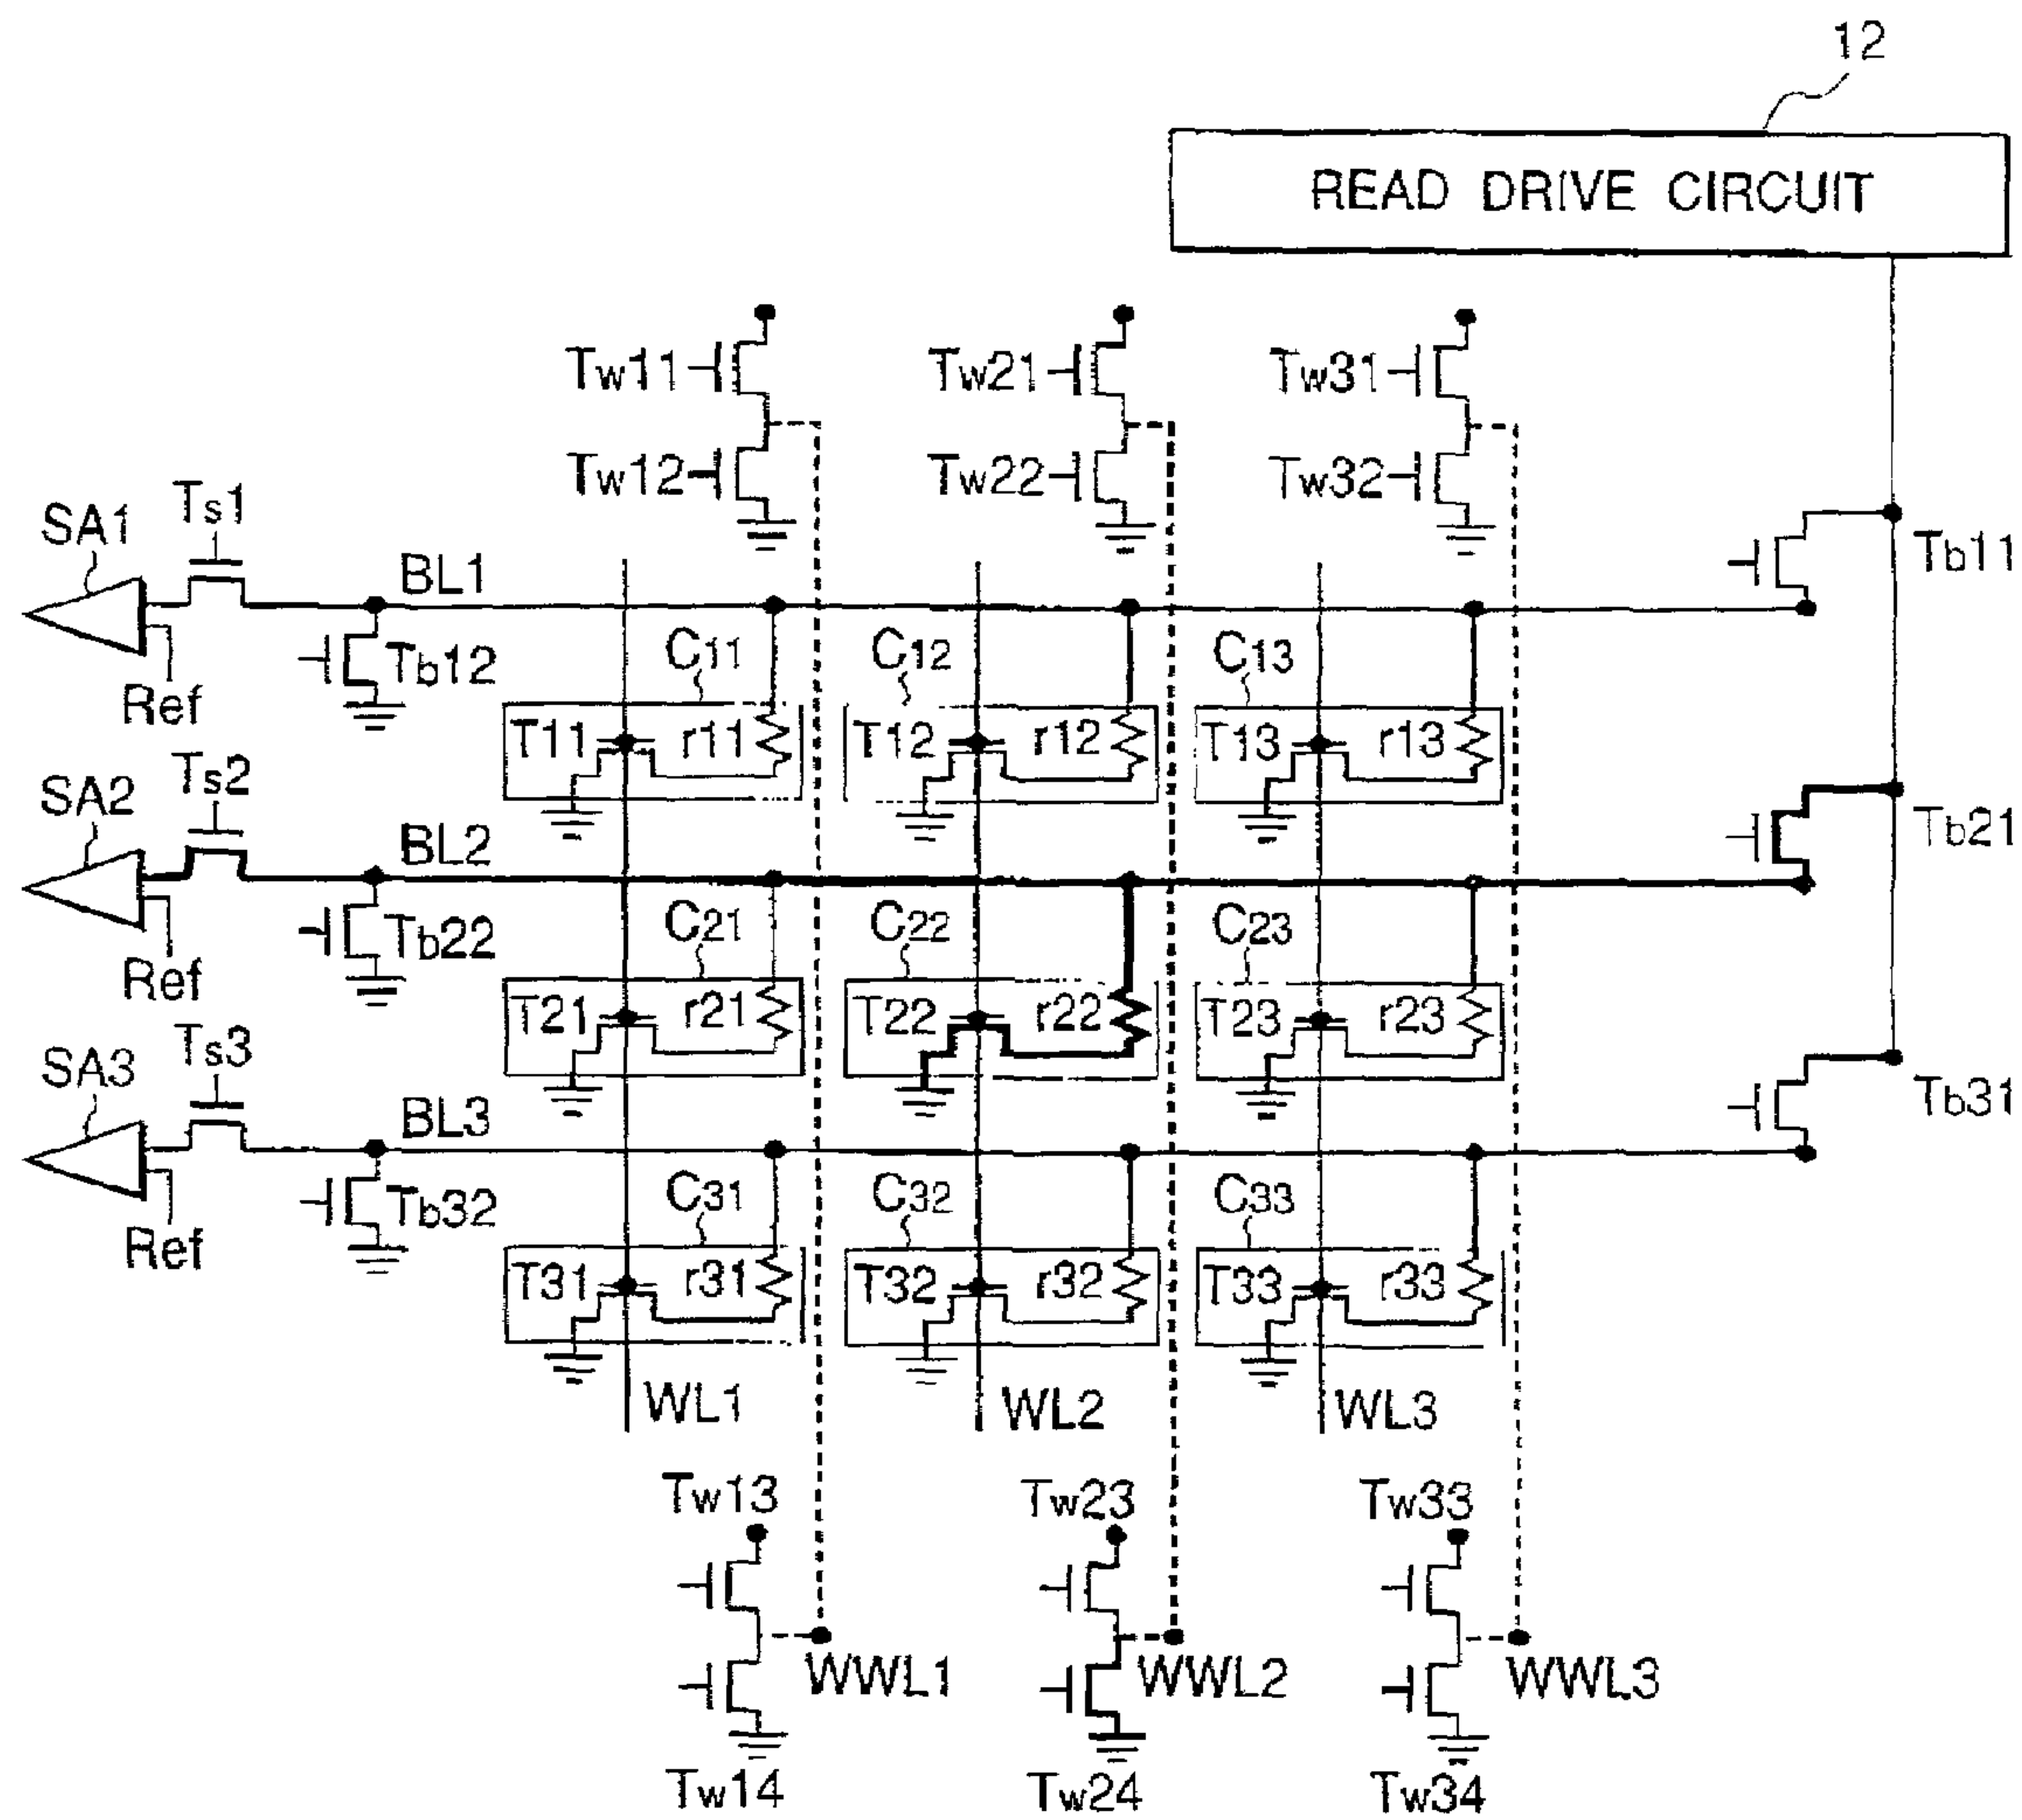 12
READ DRIVE CIRCUIT
Tw11 Tw21 Tw31
Tw12 Tw22 Tw32
SA1 Ts1 BL1 Tb11
Ref Tb12 C11 C12 C13
T11 r11 T12 r12 T13 r13
SA2 Ts2 BL2 Tb21
Ref Tb22 C21 C22 C23
T21 r21 T22 r22 T23 r23
SA3 Ts3 BL3 Tb31
Ref Tb32 C31 C32 C33
T31 r31 T32 r32 T33 r33
WL1 WL2 WL3
Tw13 Tw23 Tw33
WWL1 WWL2 WWL3
Tw14 Tw24 Tw34